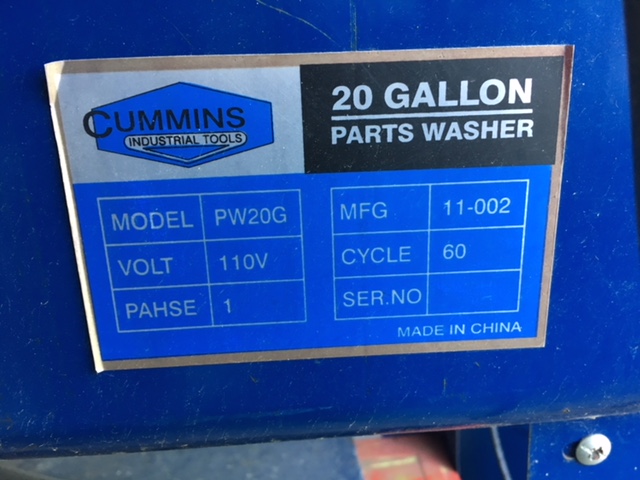 CUMMINS
INDUSTRIAL TOOLS
20 GALLON
PARTS WASHER
MODEL PW20G
VOLT 110V
PAHSE 1
MFG 11-002
CYCLE 60
SER.NO
MADE IN CHINA